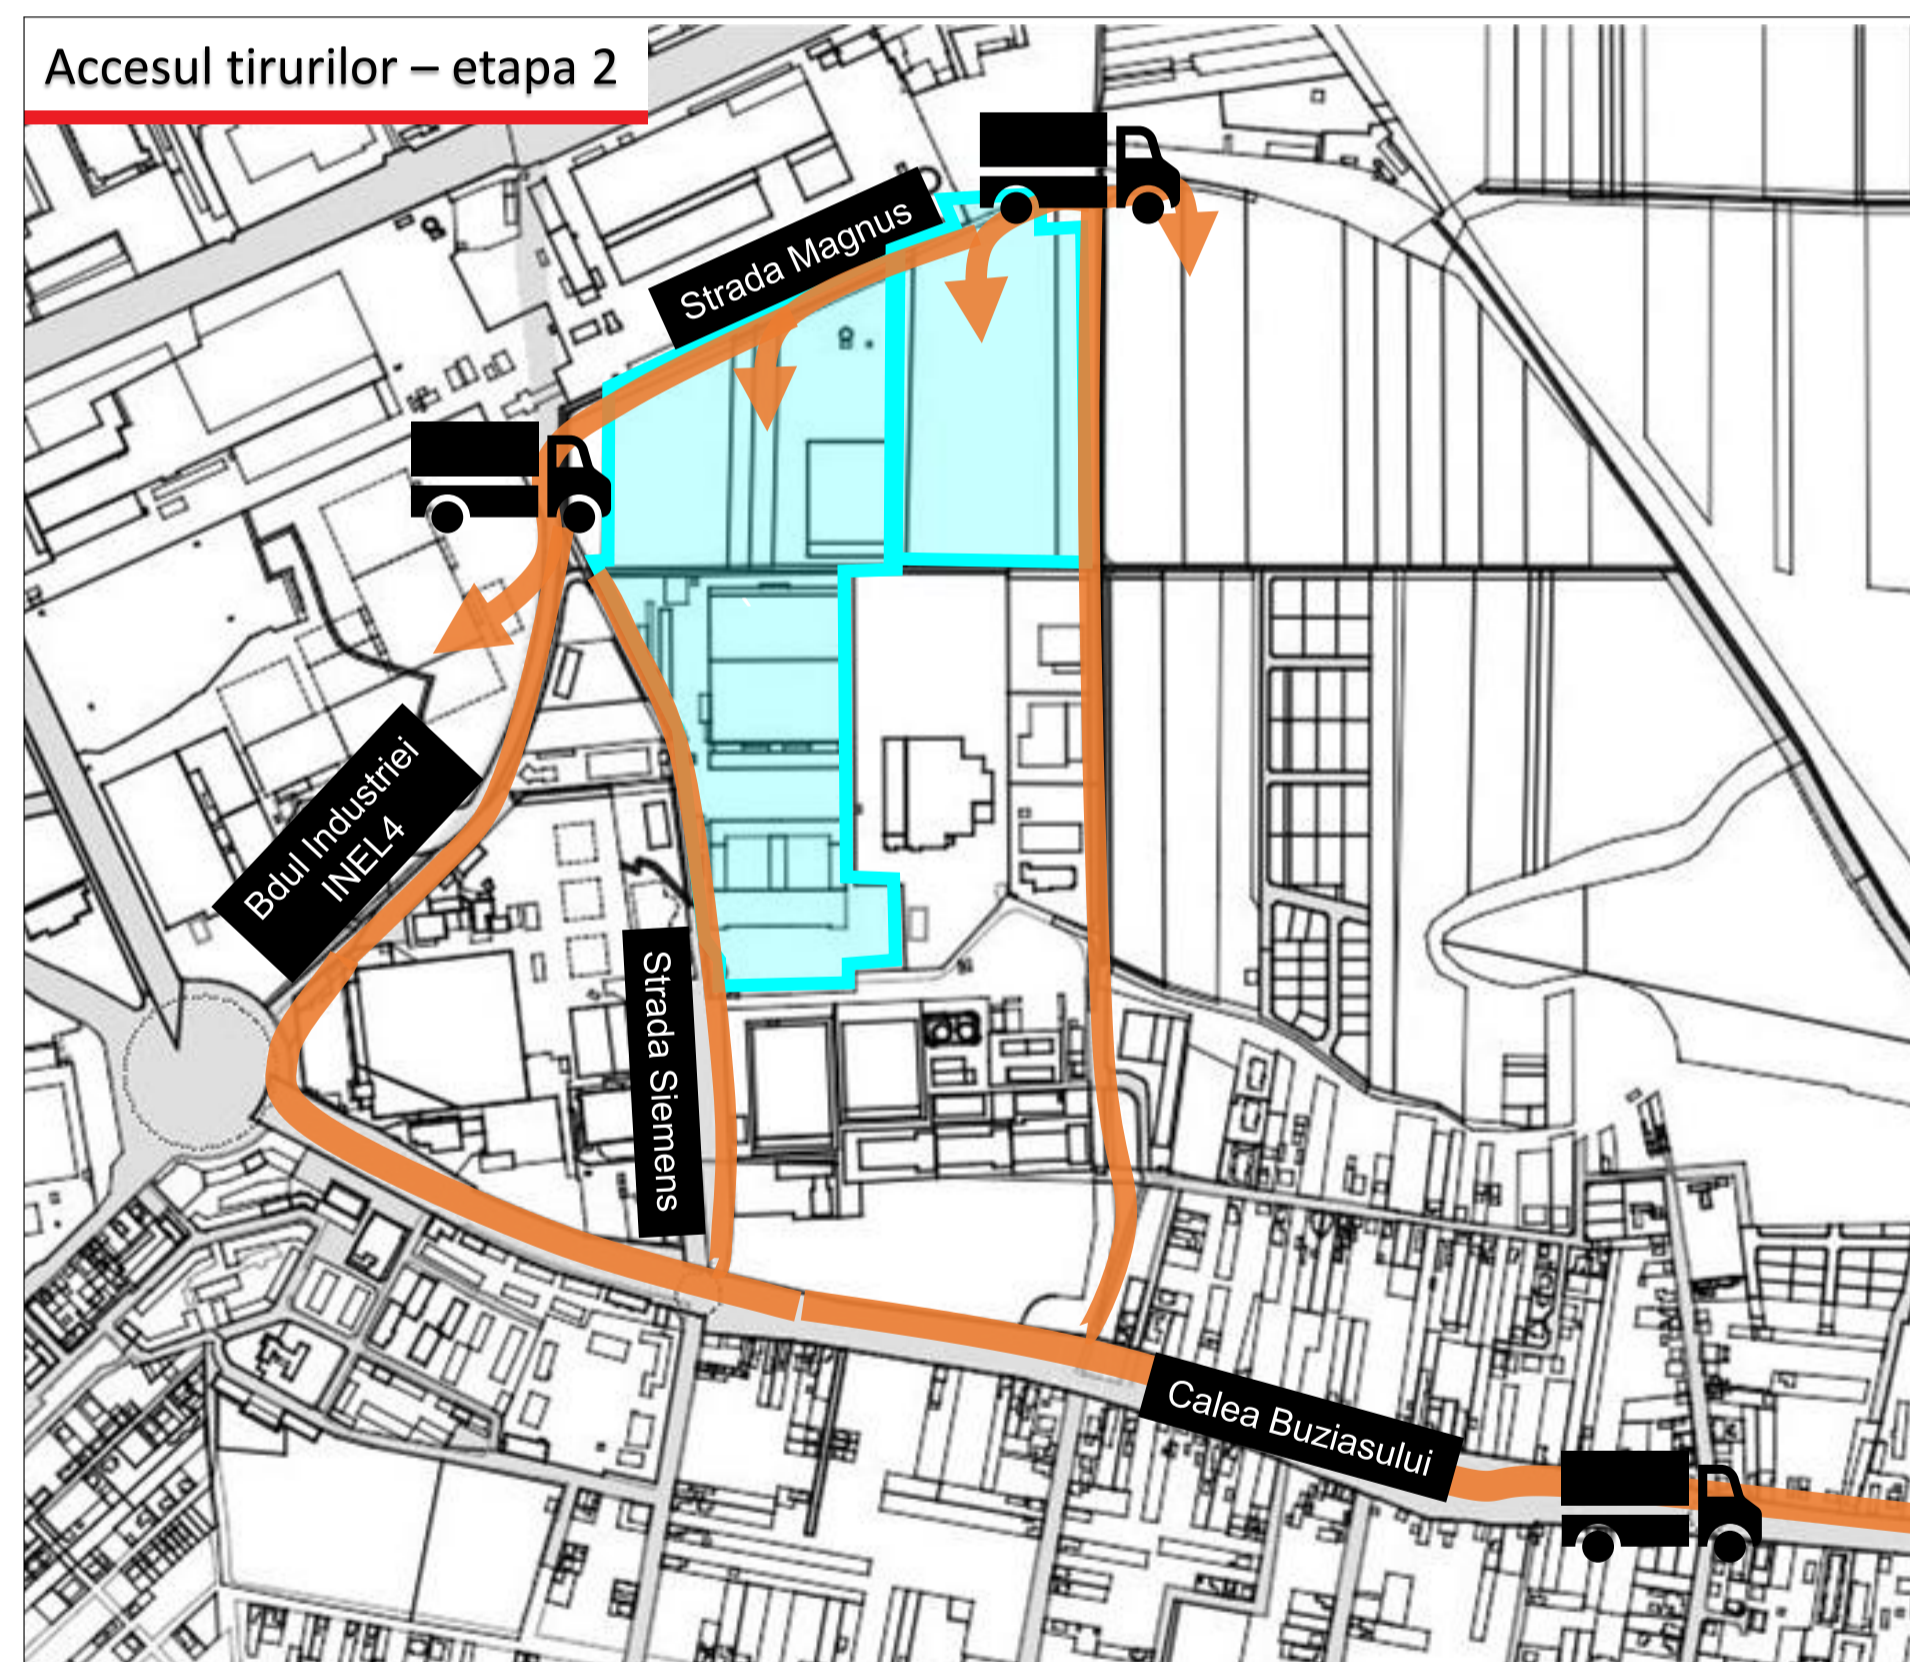 Accesul tirurilor – etapa 2
Strada Magnus
Bdul Industriei
INEL4
Strada Siemens
Calea Buziasului